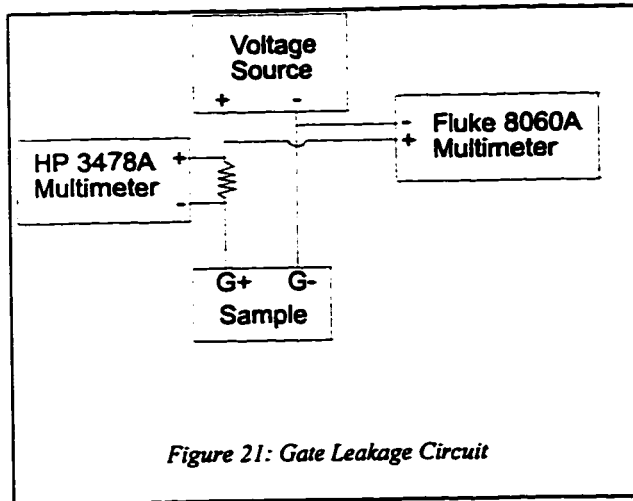 Voltage
Source
+ -
HP 3478A
Multimeter
+
-
-
+
Fluke 8060A
Multimeter
G+ G-
Sample
Figure 21: Gate Leakage Circuit